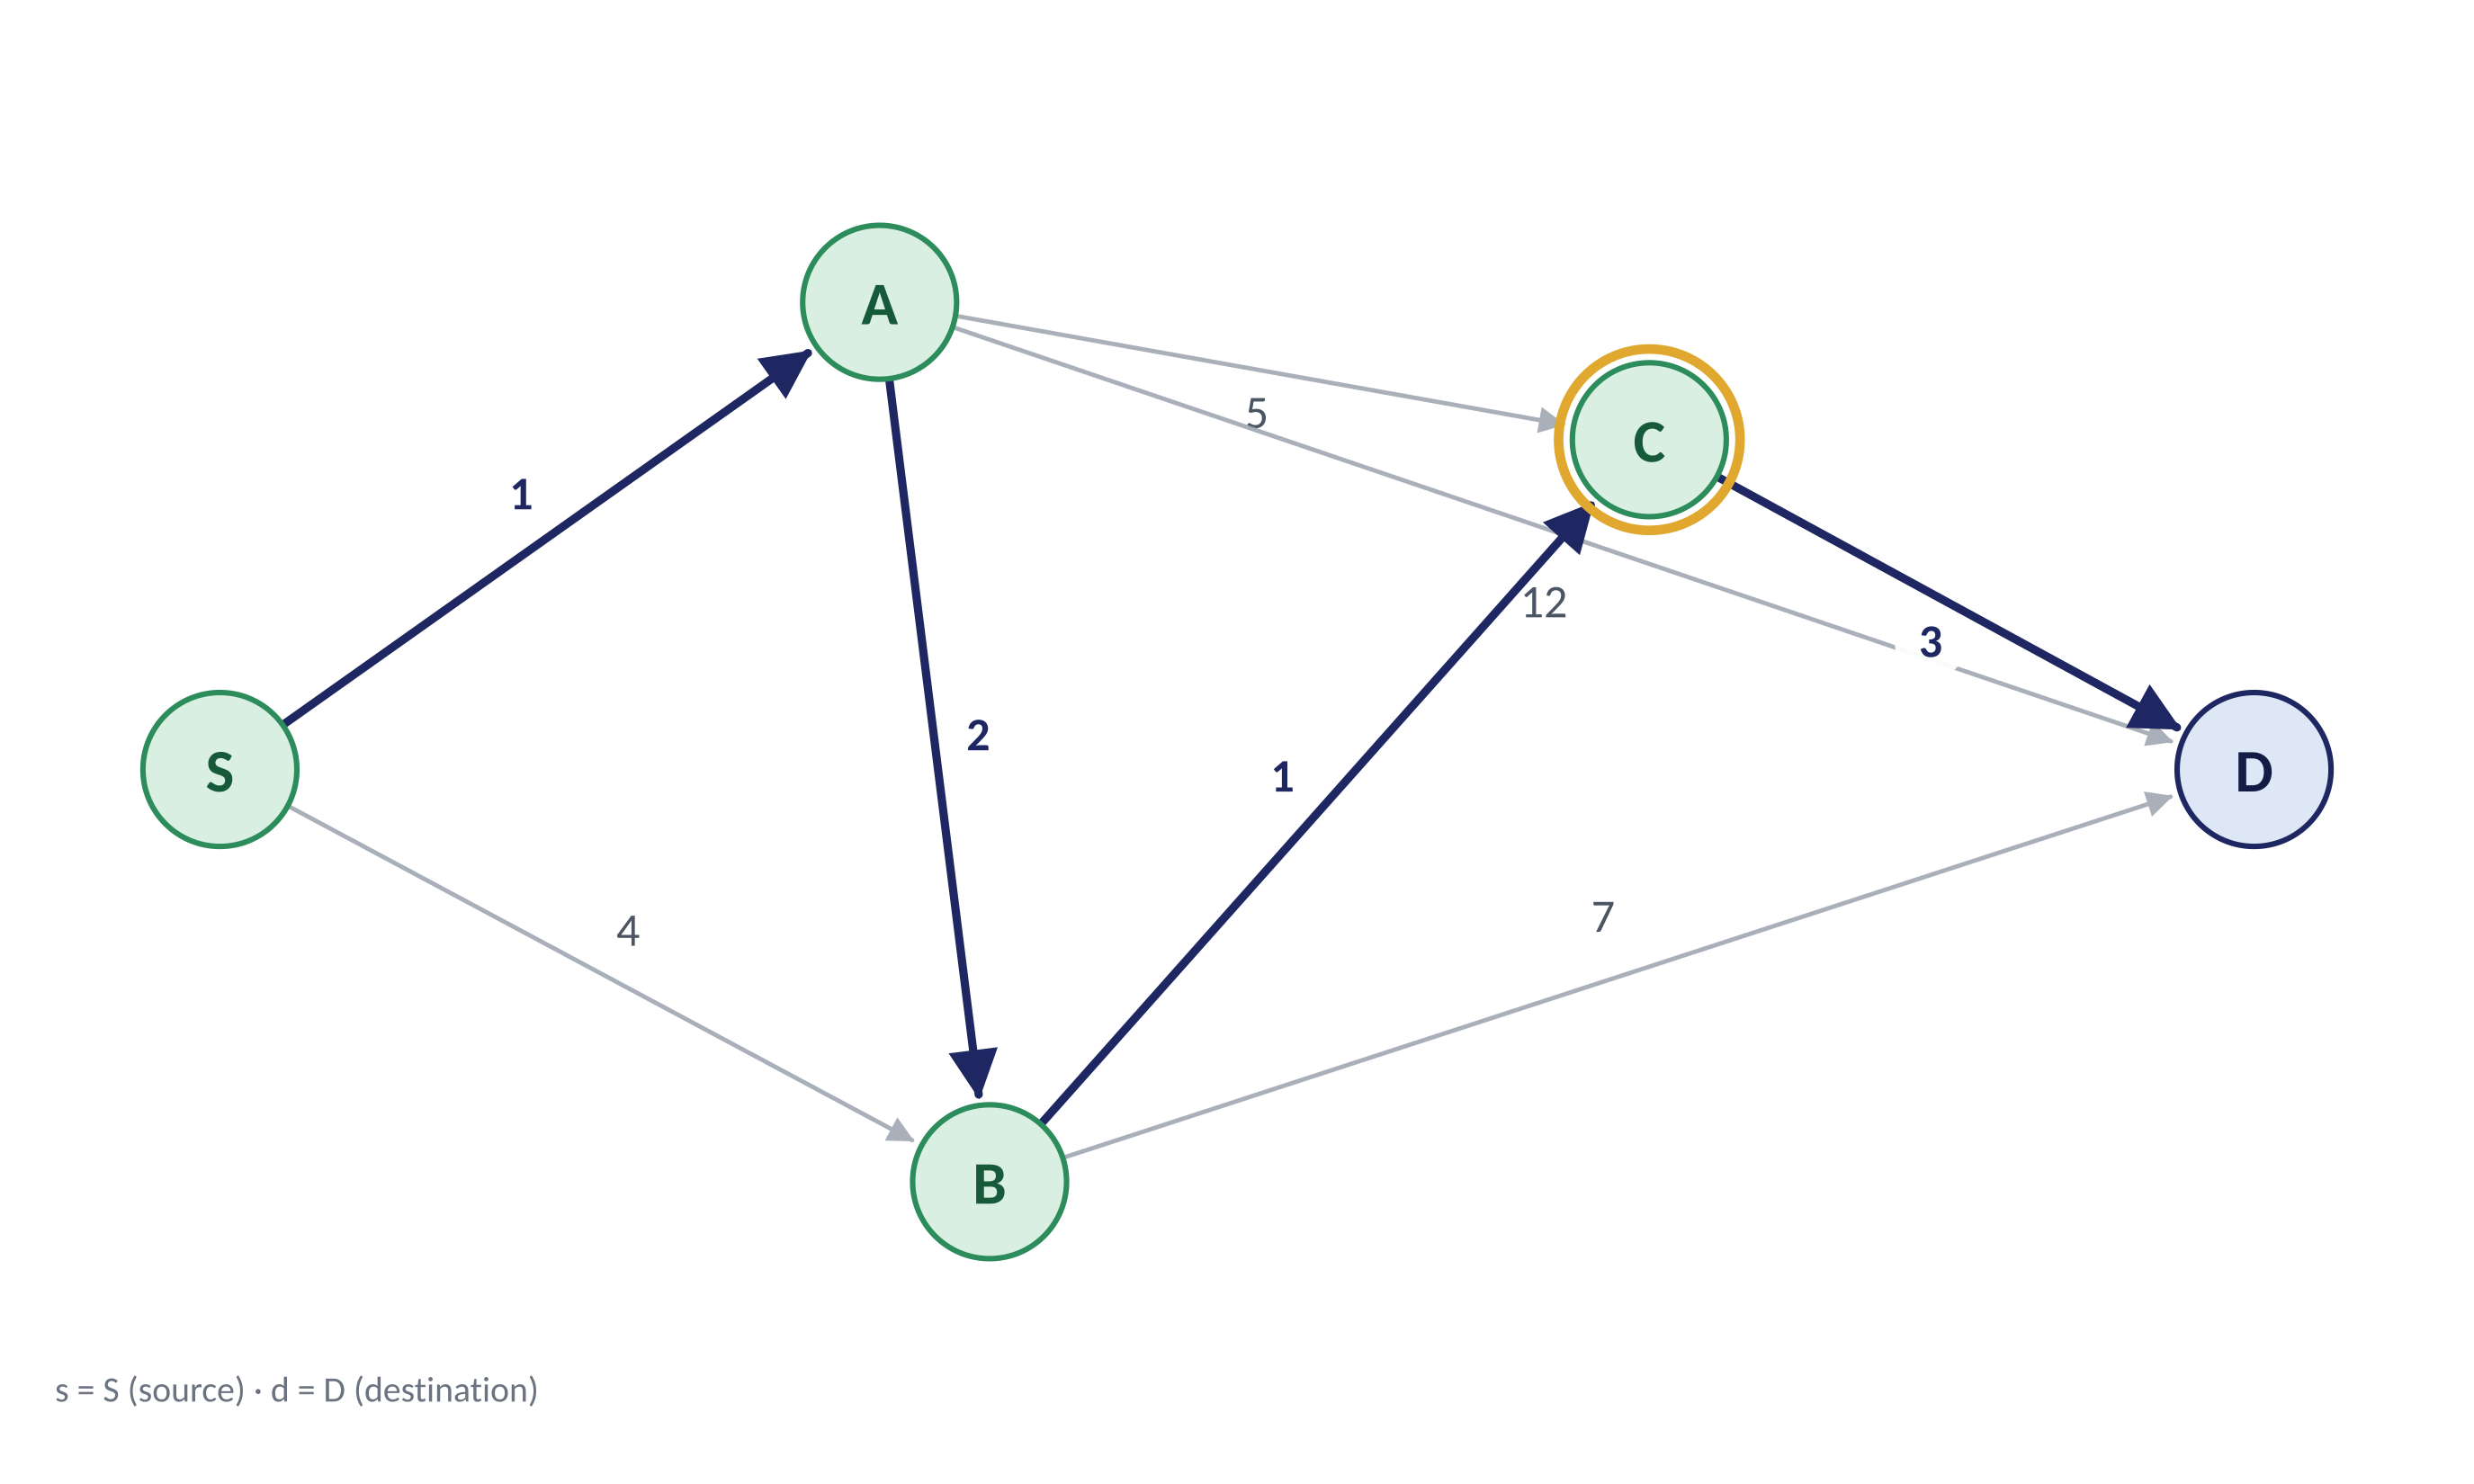 A
5
C
1
12
3
2
S
1
D
4
7
B
s = S (source) · d = D (destination)